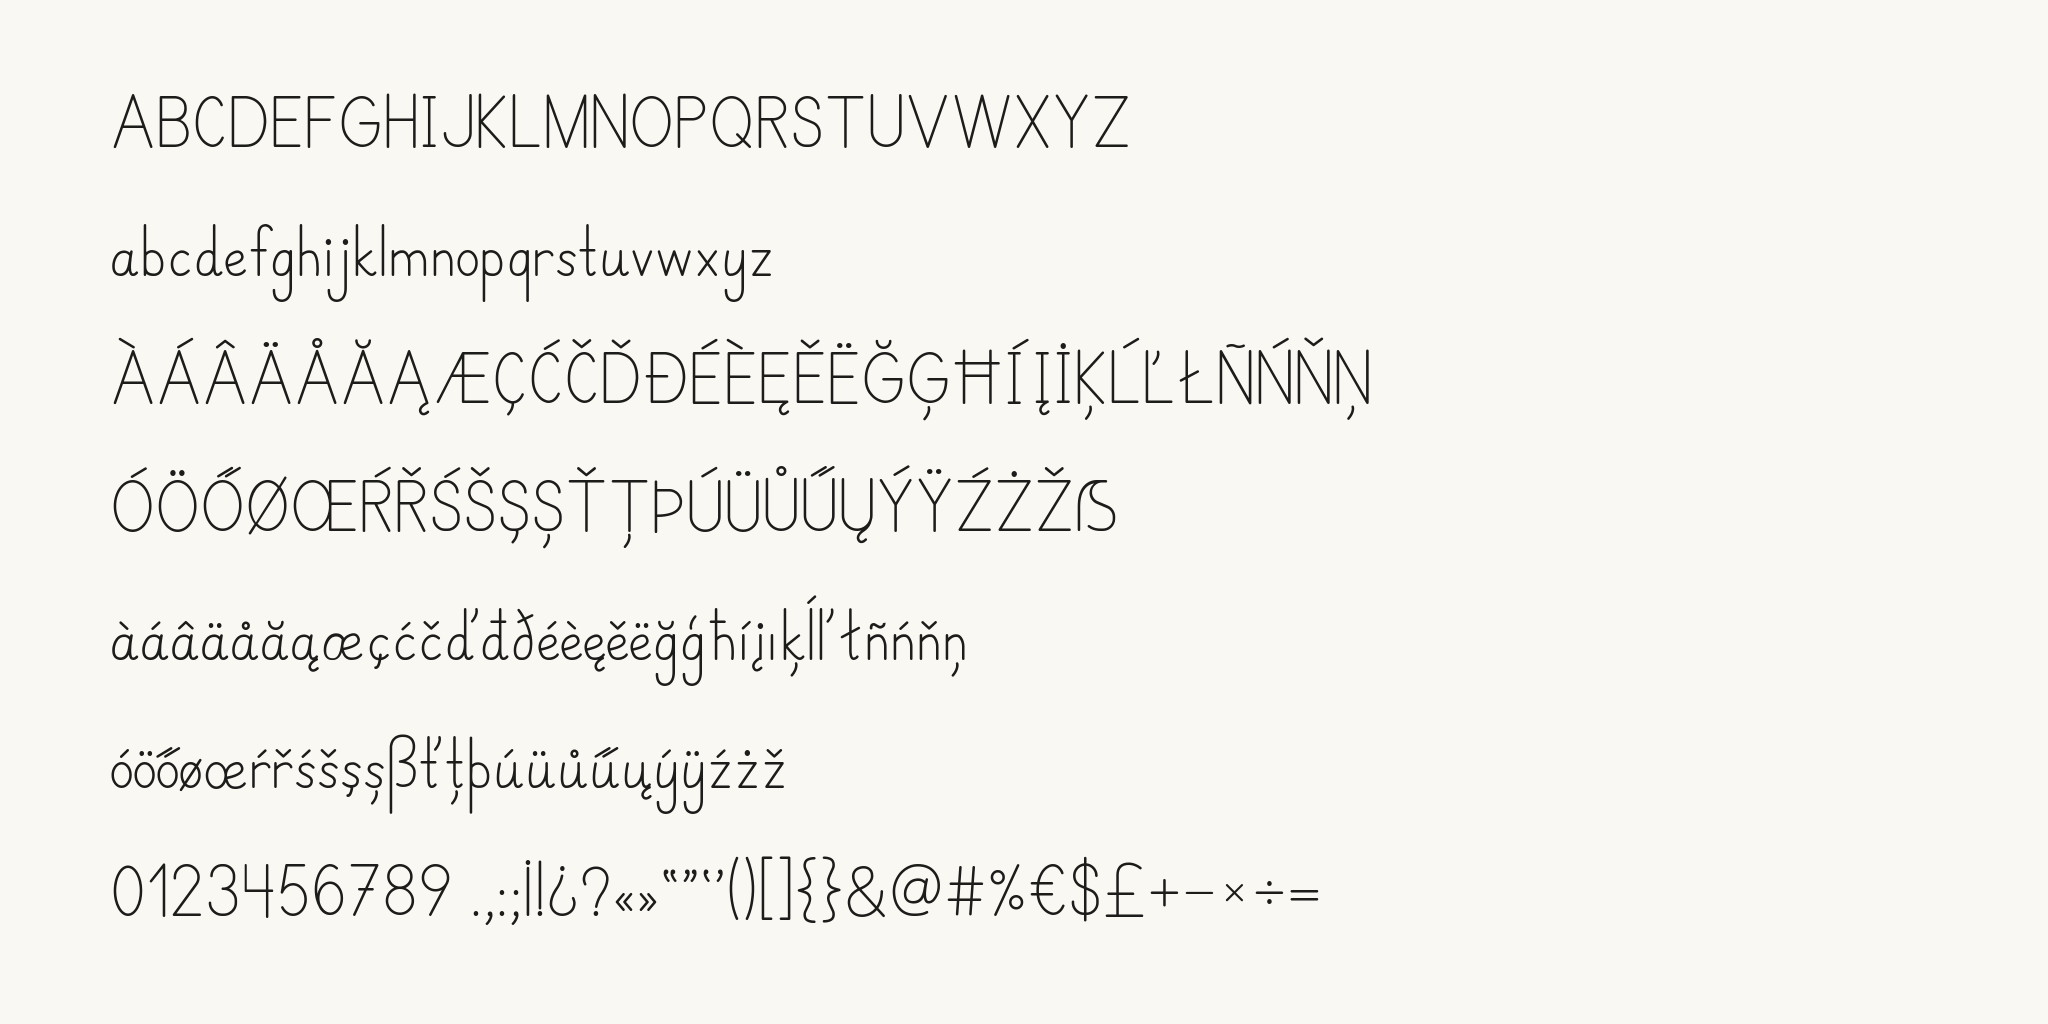 ABCDEFGHIJKLMNOPQRSTUVWXYZ
abcdefghijklmnopqrstuvwxyz
ÀÁÂÄÅĂĄÆÇĆČĎĐÉÈĘĚËĞĢĦÍĮİĶĹĽŁÑŃŇŅ
ÓÖŐØŒŔŘŚŠŞȘŤȚÞÚÜŮŰŲÝŸŹŻŽẞ
àáâäåăąæçćčďđðéèęěëğģħíįıķĺľłñńňņ
óöőøœŕřśšşșßťțþúüůűųýÿźżž
0123456789 .,:;¡!¿?«»“”‘’()[]{}&@#%€$£+−×÷=